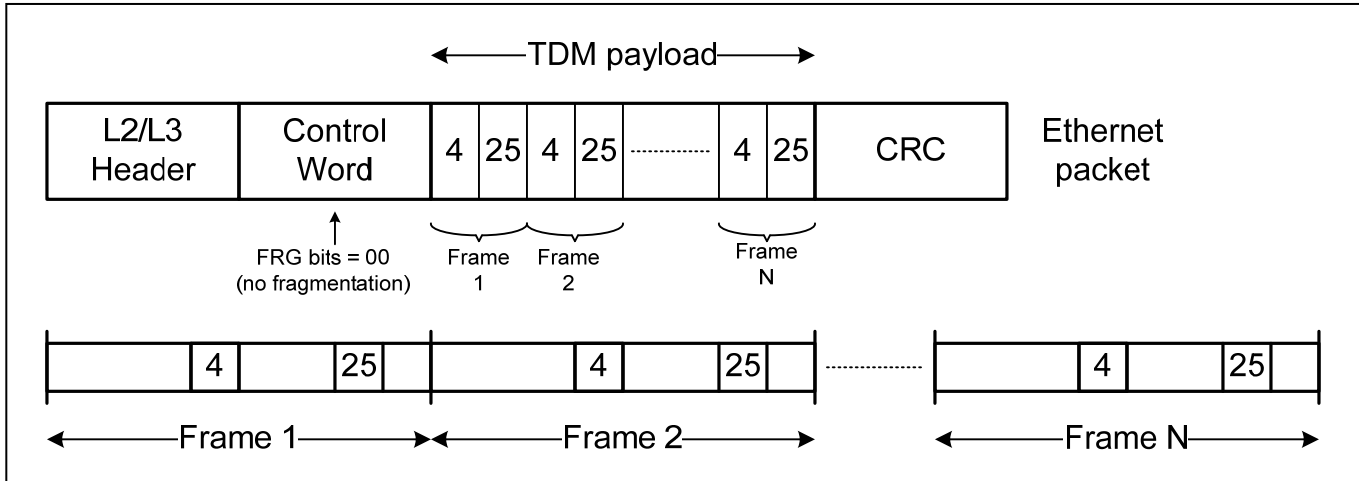 TDM payload
L2/L3
Header
Control
Word
4 25 4 25 4 25
CRC
Ethernet
packet
FRG bits = 00
(no fragmentation)
Frame
1
Frame
2
Frame
N
4 25 4 25 4 25
Frame 1 Frame 2 Frame N